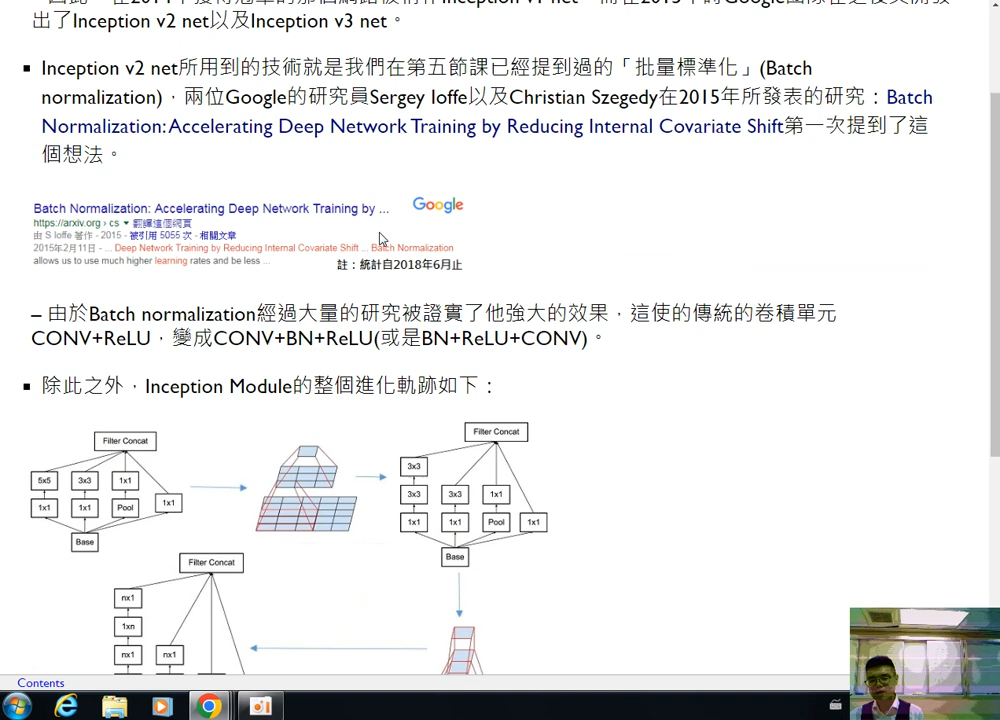 出了Inception v2 net以及Inception v3 net。
▪ Inception v2 net所用到的技術就是我們在第五節課已經提到過的「批量標準化」(Batch
normalization)，兩位Google的研究員Sergey Ioffe以及Christian Szegedy在2015年所發表的研究：Batch
Normalization: Accelerating Deep Network Training by Reducing Internal Covariate Shift第一次提到了這
個想法。
Batch Normalization: Accelerating Deep Network Training by ...
Google
https://arxiv.org › cs ▾ 翻譯這個網頁
由 S Ioffe 著作 - 2015 - 被引用 5055 次 - 相關文章
2015年2月11日 - ... Deep Network Training by Reducing Internal Covariate Shift ... Batch Normalization
allows us to use much higher learning rates and be less ...
註：統計自2018年6月止
– 由於Batch normalization經過大量的研究被證實了他強大的效果，這使的傳統的卷積單元
CONV+ReLU，變成CONV+BN+ReLU(或是BN+ReLU+CONV)。
▪ 除此之外，Inception Module的整個進化軌跡如下：
Filter Concat
5x5 3x3 1x1
1x1 1x1 Pool 1x1
Base
Filter Concat
3x3
3x3 3x3 1x1
1x1 1x1 Pool 1x1
Base
Filter Concat
nx1
1xn
nx1 nx1
Contents